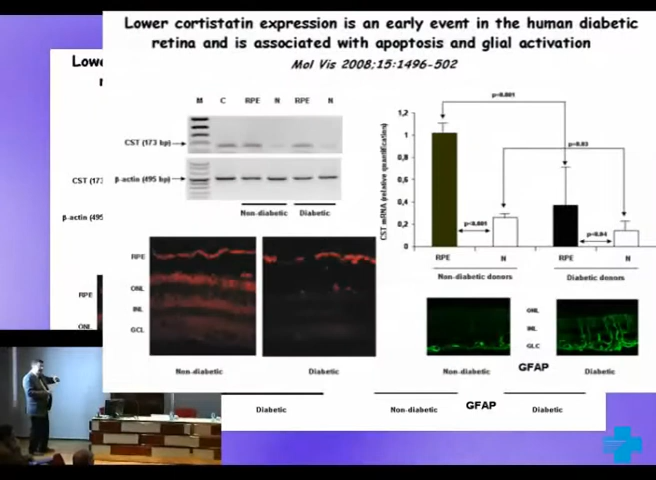 Lower cortistatin expression is an early event in the human diabetic
retina and is associated with apoptosis and glial activation
Mol Vis 2008;15:1496-502
M C RPE N RPE N
CST (173 bp)
β-actin (495 bp)
Non-diabetic Diabetic
CST mRNA (relative quantification)
1,2
1
0,8
0,6
0,4
0,2
0
p=0.03
p<0.001
RPE N RPE N
Non-diabetic donors Diabetic donors
RPE
ONL
INL
GCL
Non-diabetic Diabetic
ONL
INL
GLC
Non-diabetic GFAP Diabetic
Lowe
CST (173
β-actin (495
RPE
ONL
Diabetic Non-diabetic GFAP Diabetic